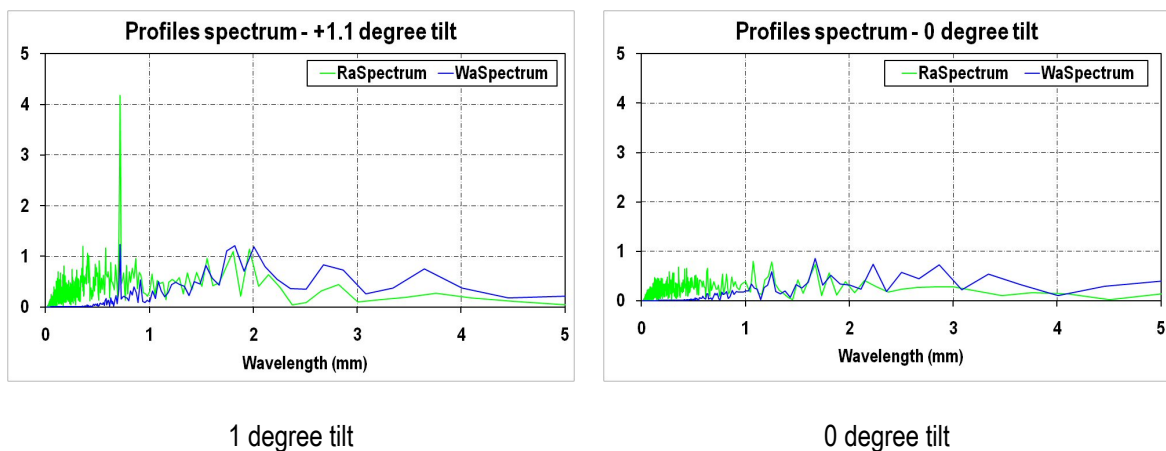 Profiles spectrum - +1.1 degree tilt
RaSpectrum WaSpectrum
5
4
3
2
1
0
0 1 2 3 4 5
Wavelength (mm)
1 degree tilt
Profiles spectrum - 0 degree tilt
RaSpectrum WaSpectrum
5
4
3
2
1
0
0 1 2 3 4 5
Wavelength (mm)
0 degree tilt